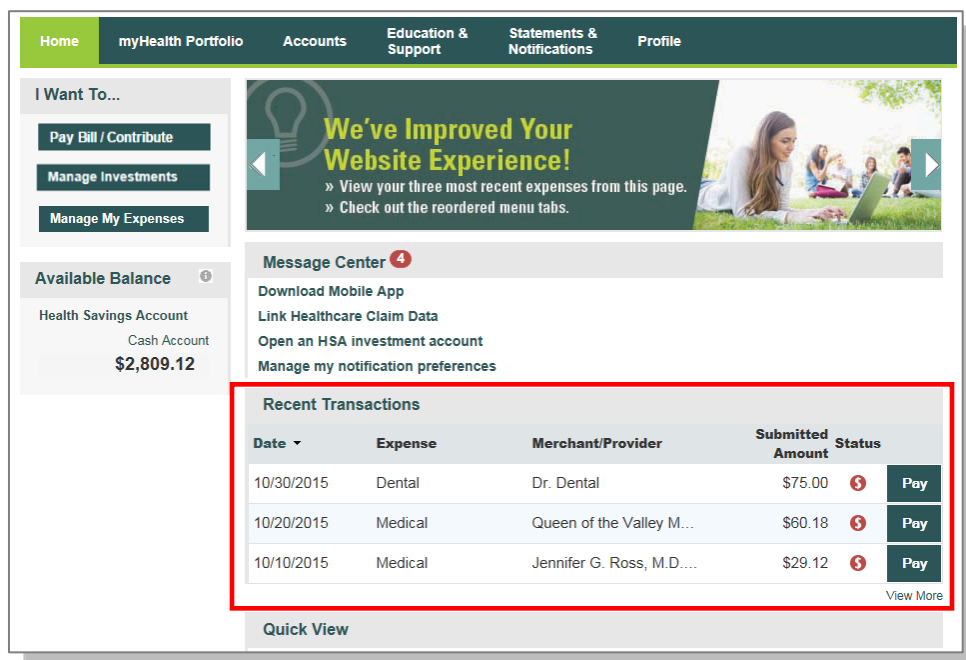 Home myHealth Portfolio Accounts Education & Support Statements & Notifications Profile
I Want To...
Pay Bill / Contribute
Manage Investments
Manage My Expenses
Available Balance
Health Savings Account
Cash Account
$2,809.12
We've Improved Your
Website Experience!
» View your three most recent expenses from this page.
» Check out the reordered menu tabs.
Message Center 4
Download Mobile App
Link Healthcare Claim Data
Open an HSA investment account
Manage my notification preferences
Recent Transactions
Date Expense Merchant/Provider Submitted Amount Status
10/30/2015 Dental Dr. Dental $75.00 Pay
10/20/2015 Medical Queen of the Valley M... $60.18 Pay
10/10/2015 Medical Jennifer G. Ross, M.D.... $29.12 Pay
View More
Quick View